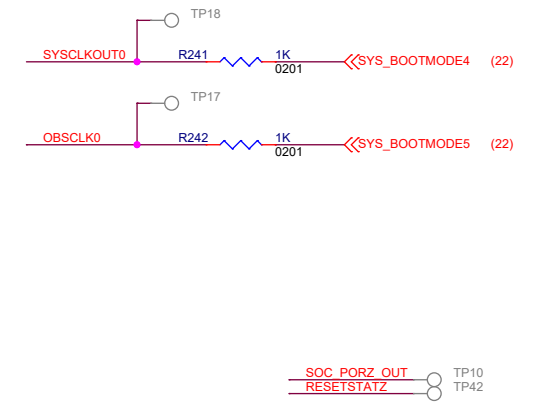 TP18
SYSCLKOUT0 R241 1K SYS_BOOTMODE4 (22)
0201
TP17
OBSCLK0 R242 1K SYS_BOOTMODE5 (22)
0201
SOC_PORZ_OUT TP10
RESETSTATZ TP42